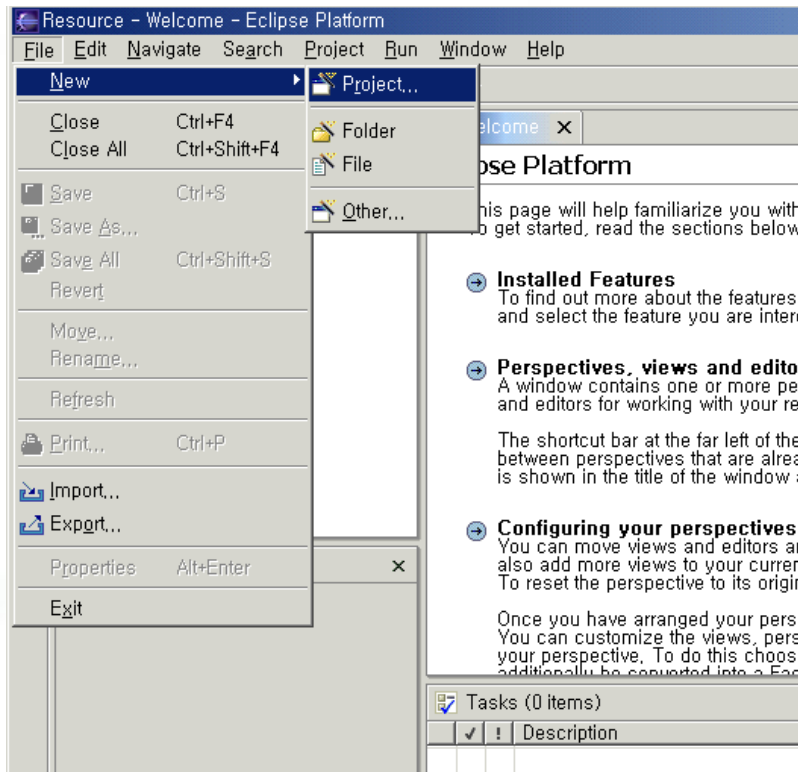 Resource - Welcome - Eclipse Platform
File Edit Navigate Search Project Run Window Help
New
Close Ctrl+F4
Close All Ctrl+Shift+F4
Save Ctrl+S
Save As...
Save All Ctrl+Shift+S
Revert
Move...
Rename...
Refresh
Print... Ctrl+P
Import...
Export...
Properties Alt+Enter
Exit
Project...
Folder
File
Other...
elcome
pse Platform
his page will help familiarize you with
o get started, read the sections below
Installed Features
To find out more about the features
and select the feature you are inter
Perspectives, views and edito
A window contains one or more pe
and editors for working with your re
The shortcut bar at the far left of the
between perspectives that are alrea
is shown in the title of the window
Configuring your perspectives
You can move views and editors a
also add more views to your curren
To reset the perspective to its origin
Once you have arranged your pers
You can customize the views, pers
your perspective. To do this choos
additionally be converted into a Fas
Tasks (0 items)
! Description